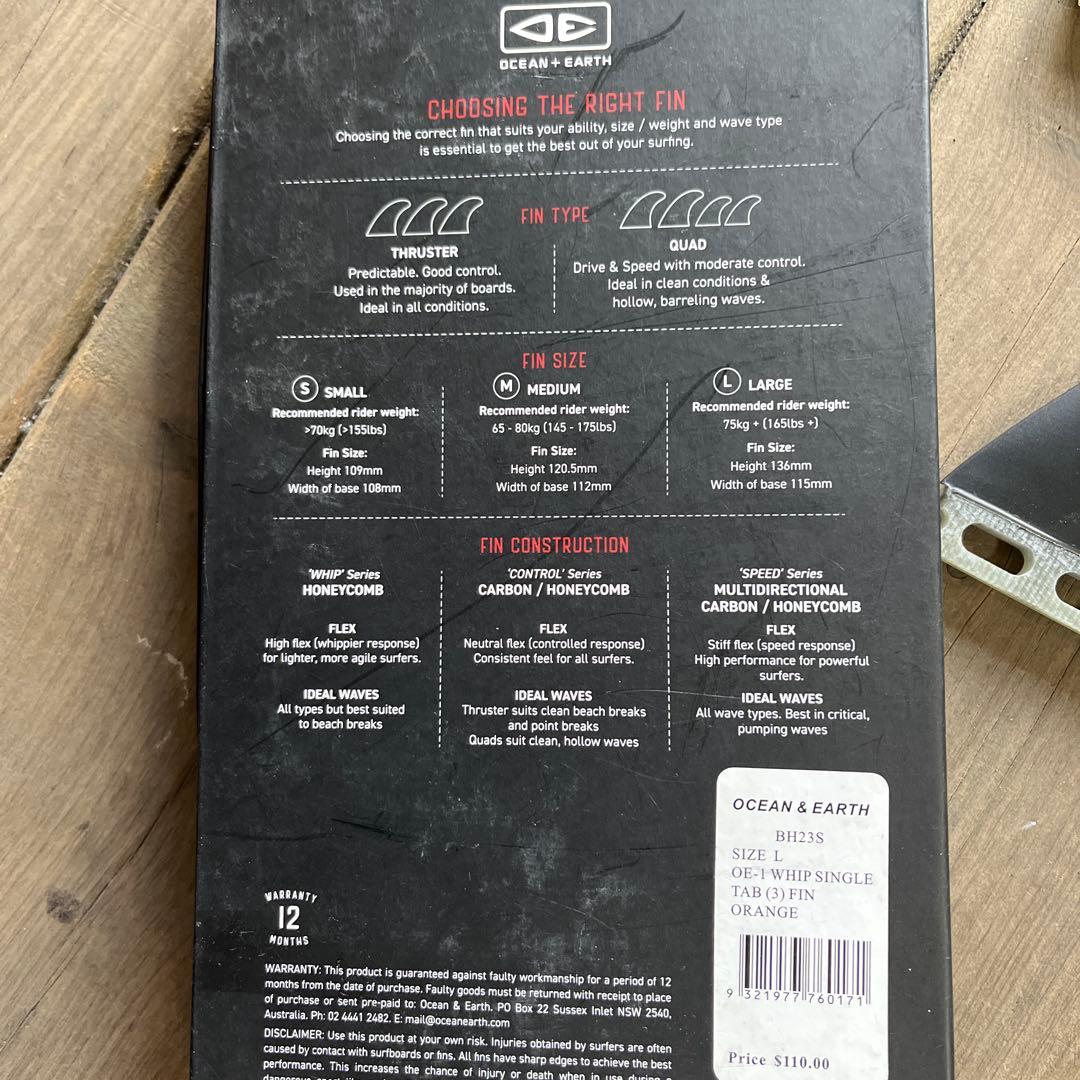 OCEAN + EARTH
CHOOSING THE RIGHT FIN
Choosing the correct fin that suits your ability, size / weight and wave type
is essential to get the best out of your surfing.
FIN TYPE
THRUSTER
Predictable. Good control.
Used in the majority of boards.
Ideal in all conditions.
QUAD
Drive & Speed with moderate control.
Ideal in clean conditions &
hollow, barreling waves.
FIN SIZE
S SMALL
Recommended rider weight:
>70kg (>155lbs)
Fin Size:
Height 109mm
Width of base 108mm
M MEDIUM
Recommended rider weight:
65 - 80kg (145 - 175lbs)
Fin Size:
Height 120.5mm
Width of base 112mm
L LARGE
Recommended rider weight:
75kg + (165lbs +)
Fin Size:
Height 136mm
Width of base 115mm
FIN CONSTRUCTION
'WHIP' Series
HONEYCOMB
FLEX
High flex (whippier response)
for lighter, more agile surfers.
IDEAL WAVES
All types but best suited
to beach breaks
'CONTROL' Series
CARBON / HONEYCOMB
FLEX
Neutral flex (controlled response)
Consistent feel for all surfers.
IDEAL WAVES
Thruster suits clean beach breaks
and point breaks
Quads suit clean, hollow waves
'SPEED' Series
MULTIDIRECTIONAL
CARBON / HONEYCOMB
FLEX
Stiff flex (speed response)
High performance for powerful
surfers.
IDEAL WAVES
All wave types. Best in critical,
pumping waves
OCEAN & EARTH
BH23S
SIZE L
OE-1 WHIP SINGLE
TAB (3) FIN
ORANGE
9 321977 760171
Price $110.00
WARRANTY
12
MONTHS
WARRANTY: This product is guaranteed against faulty workmanship for a period of 12
months from the date of purchase. Faulty goods must be returned with receipt to place
of purchase or sent pre-paid to: Ocean & Earth. PO Box 22 Sussex Inlet NSW 2540,
Australia. Ph: 02 4441 2482. E: mail@oceanearth.com
DISCLAIMER: Use this product at your own risk. Injuries obtained by surfers are often
caused by contact with surfboards or fins. All fins have sharp edges to achieve the best
performance. This increases the chance of injury or death when in use during a
dangerous